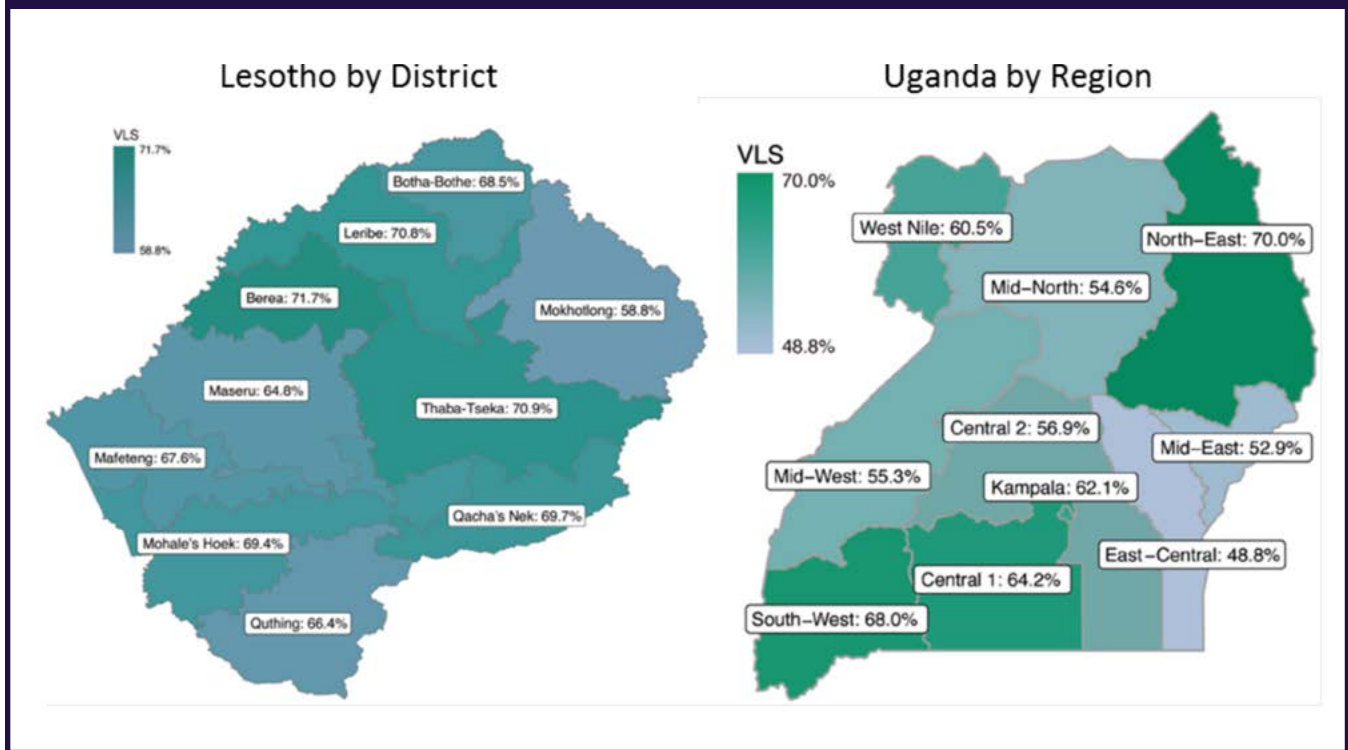 Lesotho by District
VLS
71.7%
58.8%
Botha-Bothe: 68.5%
Leribe: 70.8%
Berea: 71.7%
Mokhotlong: 58.8%
Maseru: 64.8%
Thaba-Tseka: 70.9%
Mafeteng: 67.6%
Qacha's Nek: 69.7%
Mohale's Hoek: 69.4%
Quthing: 66.4%
Uganda by Region
VLS
70.0%
48.8%
West Nile: 60.5%
North-East: 70.0%
Mid-North: 54.6%
Central 2: 56.9%
Mid-East: 52.9%
Mid-West: 55.3%
Kampala: 62.1%
East-Central: 48.8%
Central 1: 64.2%
South-West: 68.0%